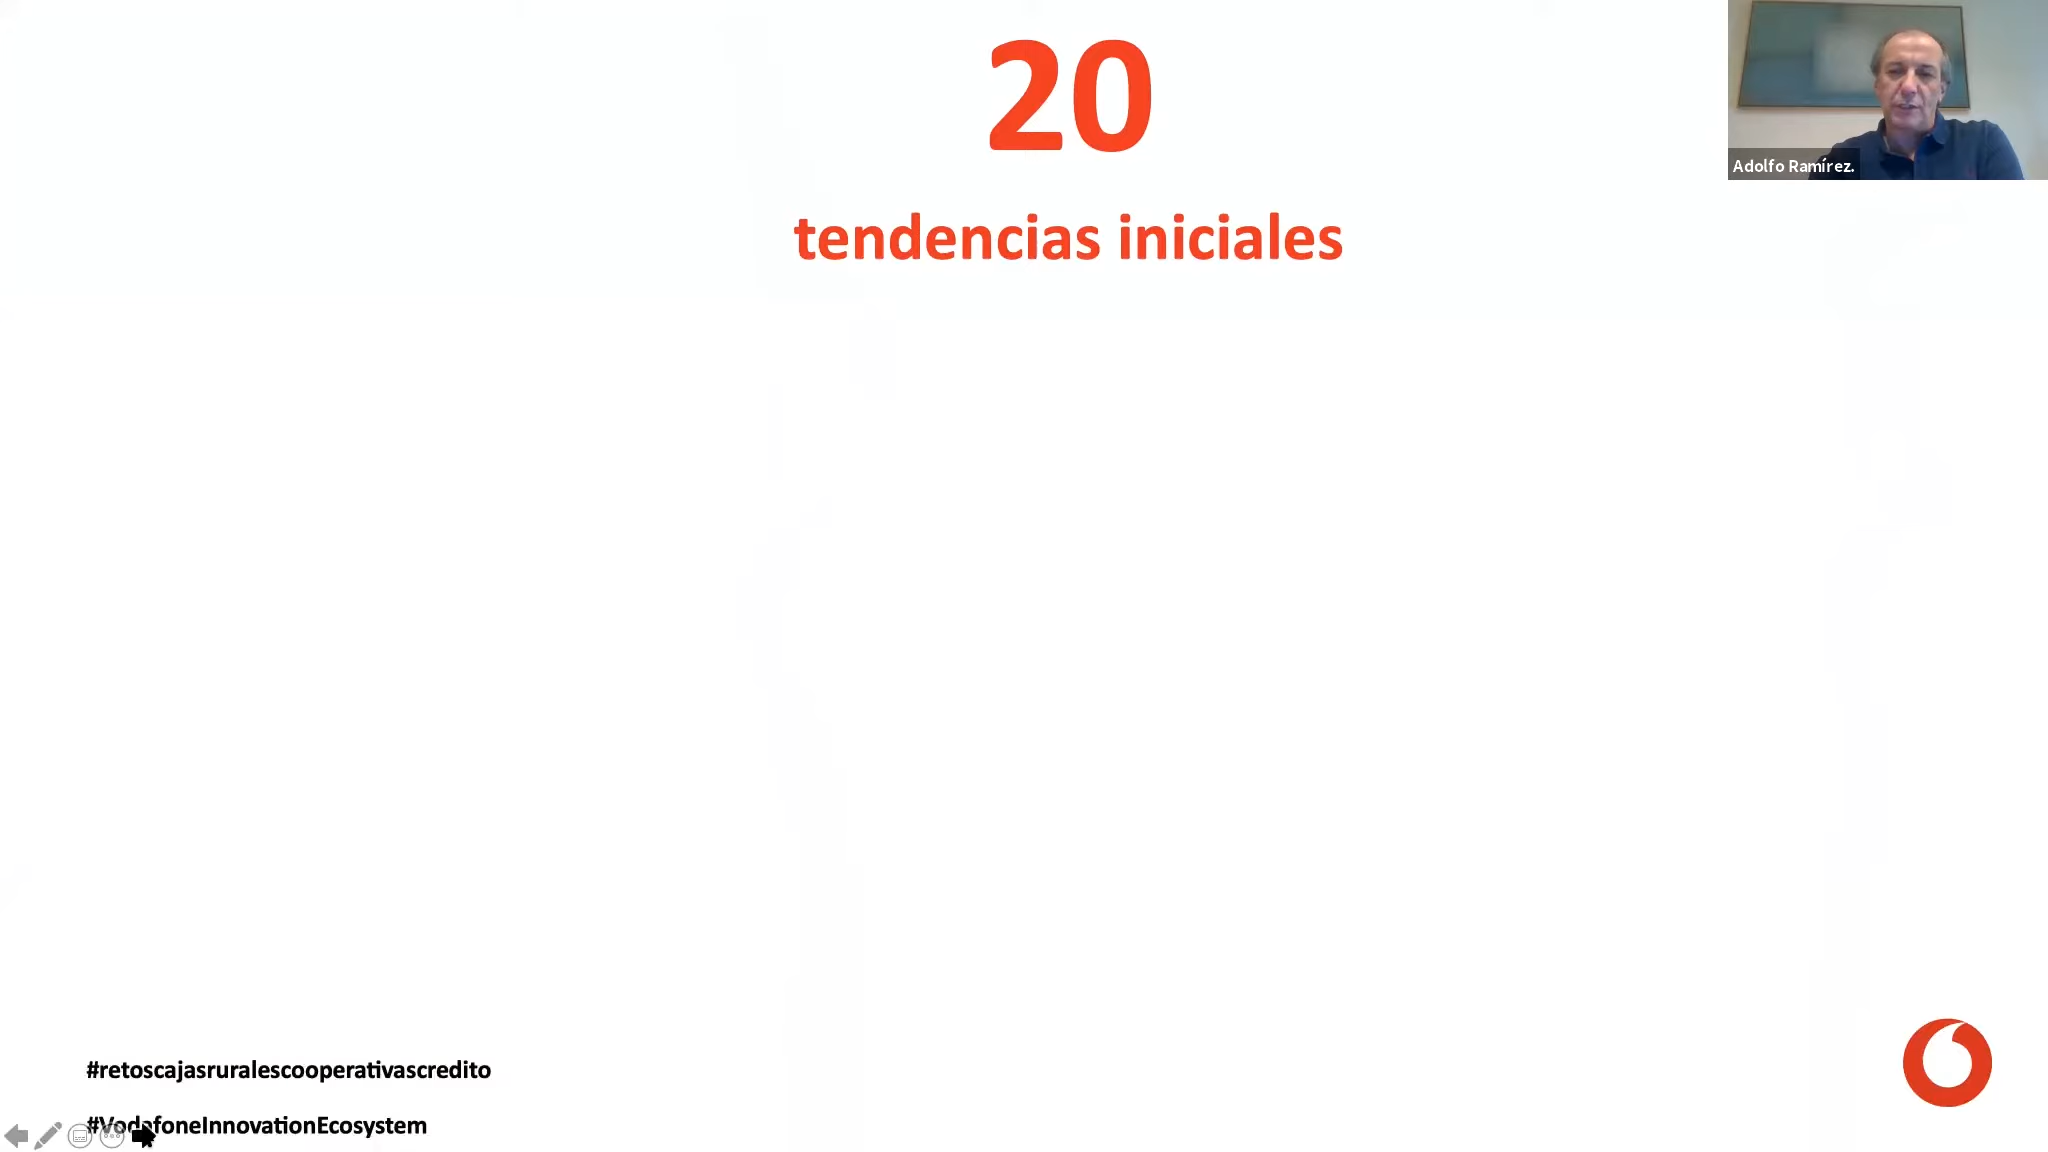 20
Adolfo Ramírez.
tendencias iniciales
#retoscajasruralescooperativascredito
#VodafoneInnovationEcosystem